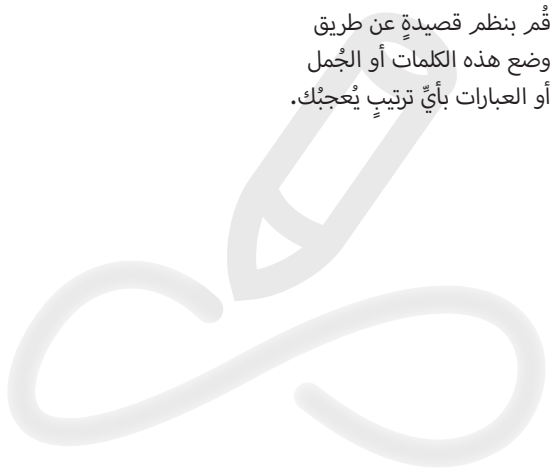 قُم بنظم قصيدةٍ عن طريق
وضع هذه الكلمات أو الجُمل
أو العبارات بأيِّ ترتيبٍ يُعجبُك.